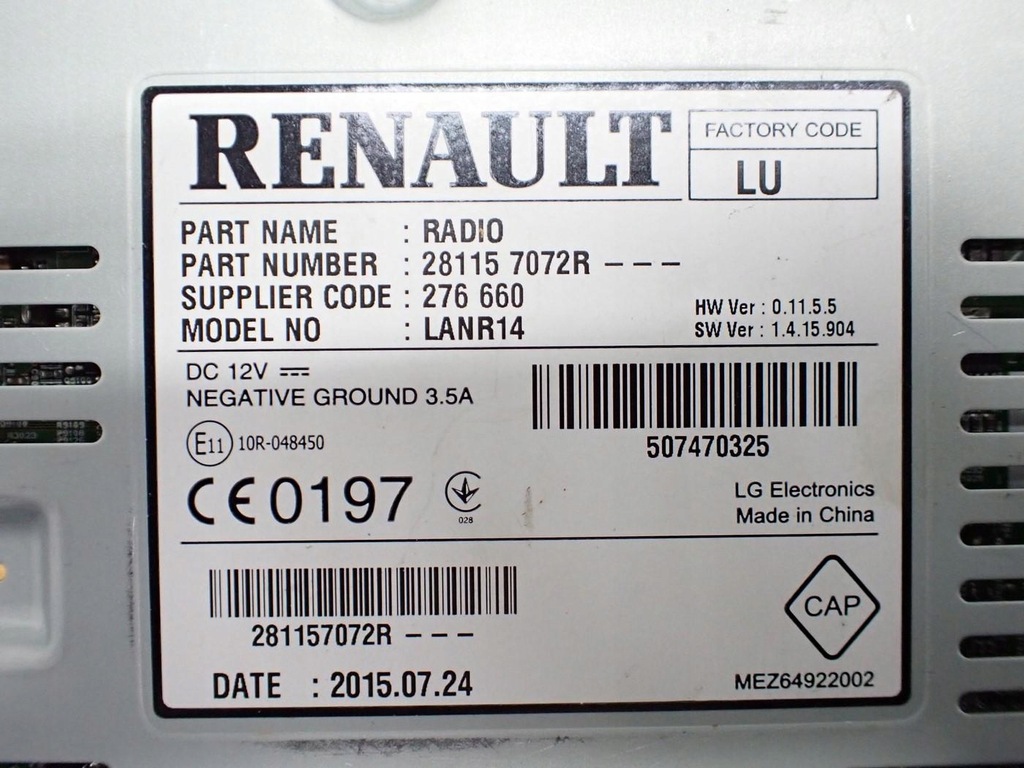 RENAULT
FACTORY CODE
LU
PART NAME : RADIO
PART NUMBER : 28115 7072R – – –
SUPPLIER CODE : 276 660
MODEL NO : LANR14
HW Ver : 0.11.5.5
SW Ver : 1.4.15.904
DC 12V ⎓
NEGATIVE GROUND 3.5A
507470325
E11 10R-048450
CE 0197
028
LG Electronics
Made in China
281157072R – – –
CAP
DATE : 2015.07.24
MEZ64922002